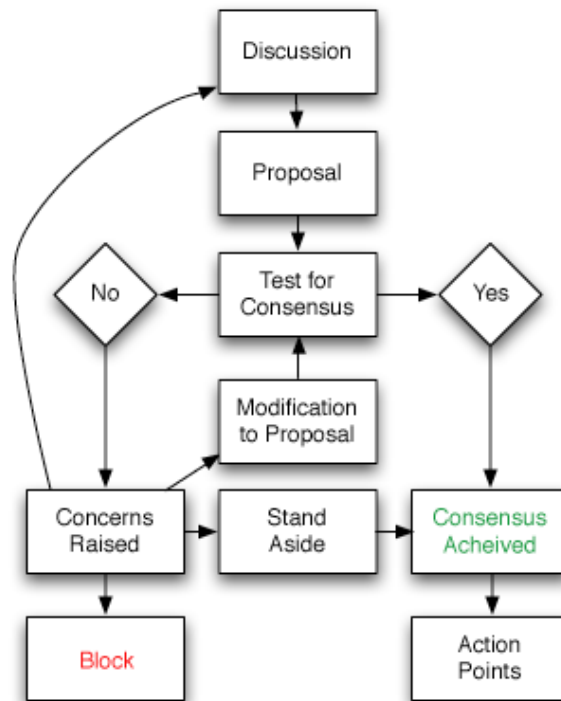 Discussion
Proposal
No
Test for
Consensus
Yes
Modification
to Proposal
Concerns
Raised
Stand
Aside
Consensus
Acheived
Block
Action
Points